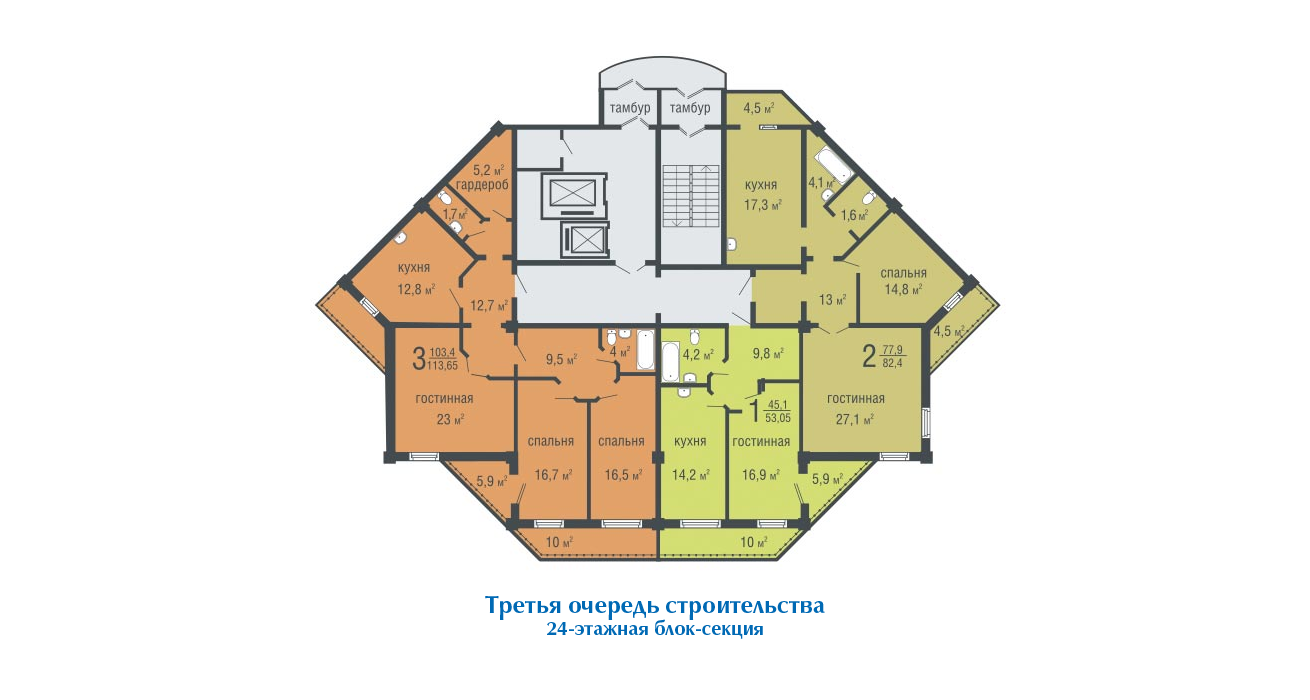 тамбур
тамбур
4,5 м²
5,2 м²
гардероб
1,7 м²
кухня
17,3 м²
4,1 м²
1,6 м²
кухня
12,8 м²
12,7 м²
спальня
14,8 м²
13 м²
4,5 м²
3 103,4
113,65
9,5 м²
4 м²
4,2 м²
9,8 м²
2 77,9
82,4
гостинная
23 м²
1 45,1
53,05
гостинная
27,1 м²
спальня
16,7 м²
спальня
16,5 м²
кухня
14,2 м²
гостинная
16,9 м²
5,9 м²
5,9 м²
10 м²
10 м²
Третья очередь строительства
24-этажная блок-секция